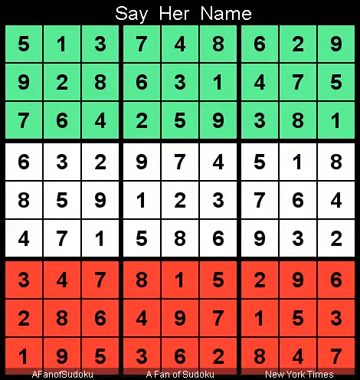 Say Her Name
5 1 3 7 4 8 6 2 9
9 2 8 6 3 1 4 7 5
7 6 4 2 5 9 3 8 1
6 3 2 9 7 4 5 1 8
8 5 9 1 2 3 7 6 4
4 7 1 5 8 6 9 3 2
3 4 7 8 1 5 2 9 6
2 8 6 4 9 7 1 5 3
1 9 5 3 6 2 8 4 7
AFanofSudoku A Fan of Sudoku New York Times